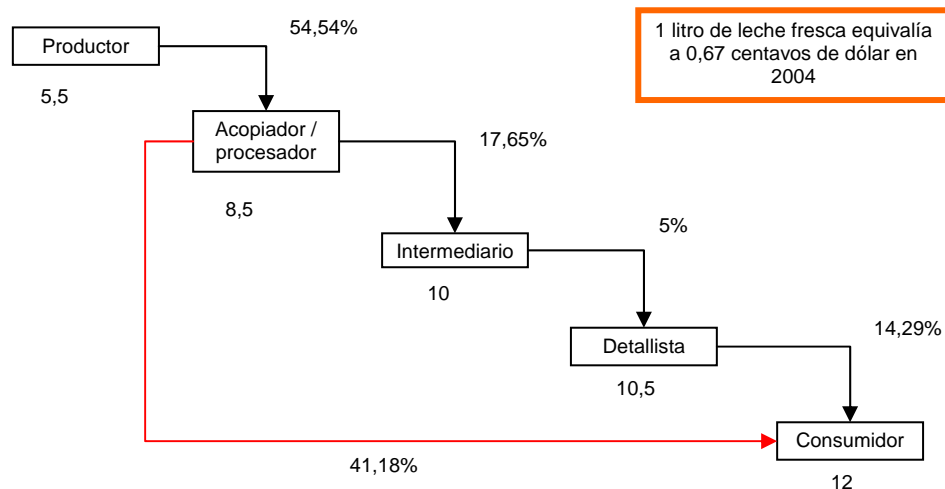 54,54%
1 litro de leche fresca equivalía
a 0,67 centavos de dólar en
2004
Productor
5,5
Acopiador /
procesador
17,65%
8,5
5%
Intermediario
10
14,29%
Detallista
10,5
Consumidor
41,18%
12